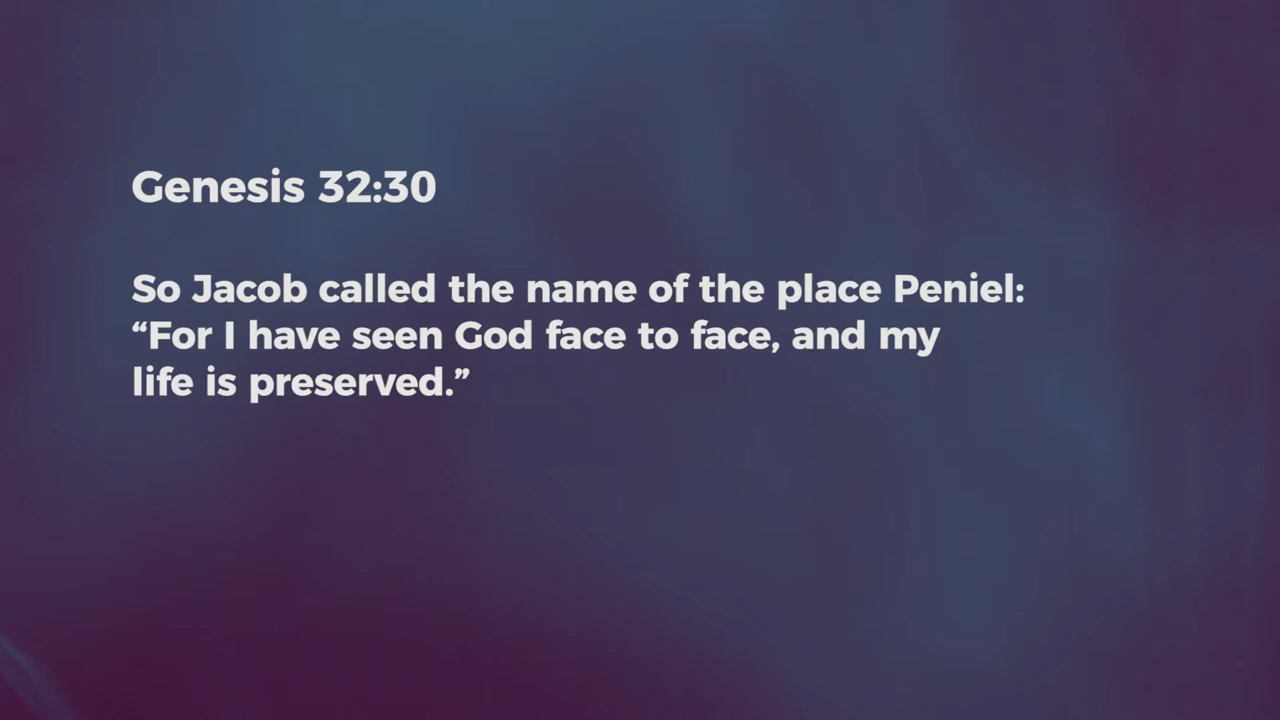 Genesis 32:30
So Jacob called the name of the place Peniel:
“For I have seen God face to face, and my
life is preserved.”